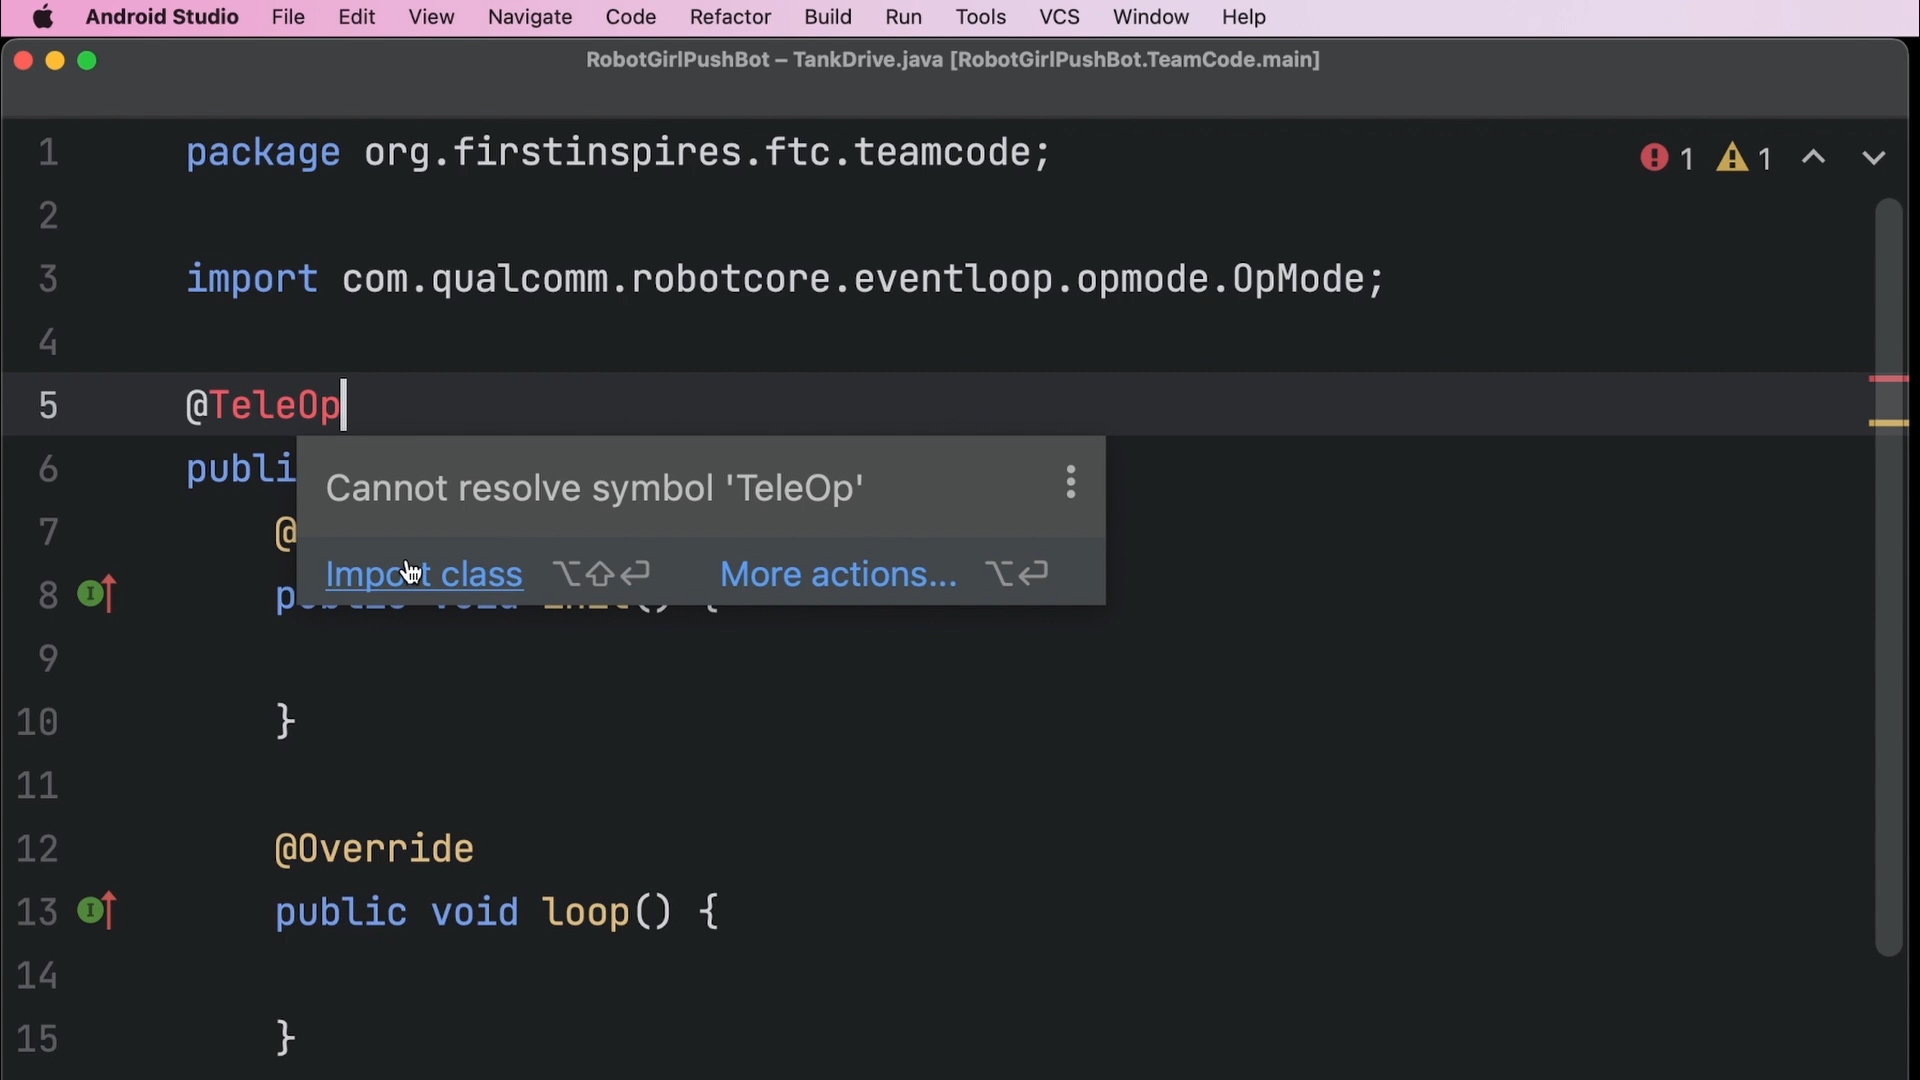 Android Studio File Edit View Navigate Code Refactor Build Run Tools VCS Window Help
RobotGirlPushBot – TankDrive.java [RobotGirlPushBot.TeamCode.main]
1 package org.firstinspires.ftc.teamcode; 1 1
2
3 import com.qualcomm.robotcore.eventloop.opmode.OpMode;
4
5 @TeleOp
6 publi
Cannot resolve symbol 'TeleOp'
7 @
Import class ⌥⇧⏎ More actions... ⌥⏎
8 public void init() {
9
10 }
11
12 @Override
13 public void loop() {
14
15 }